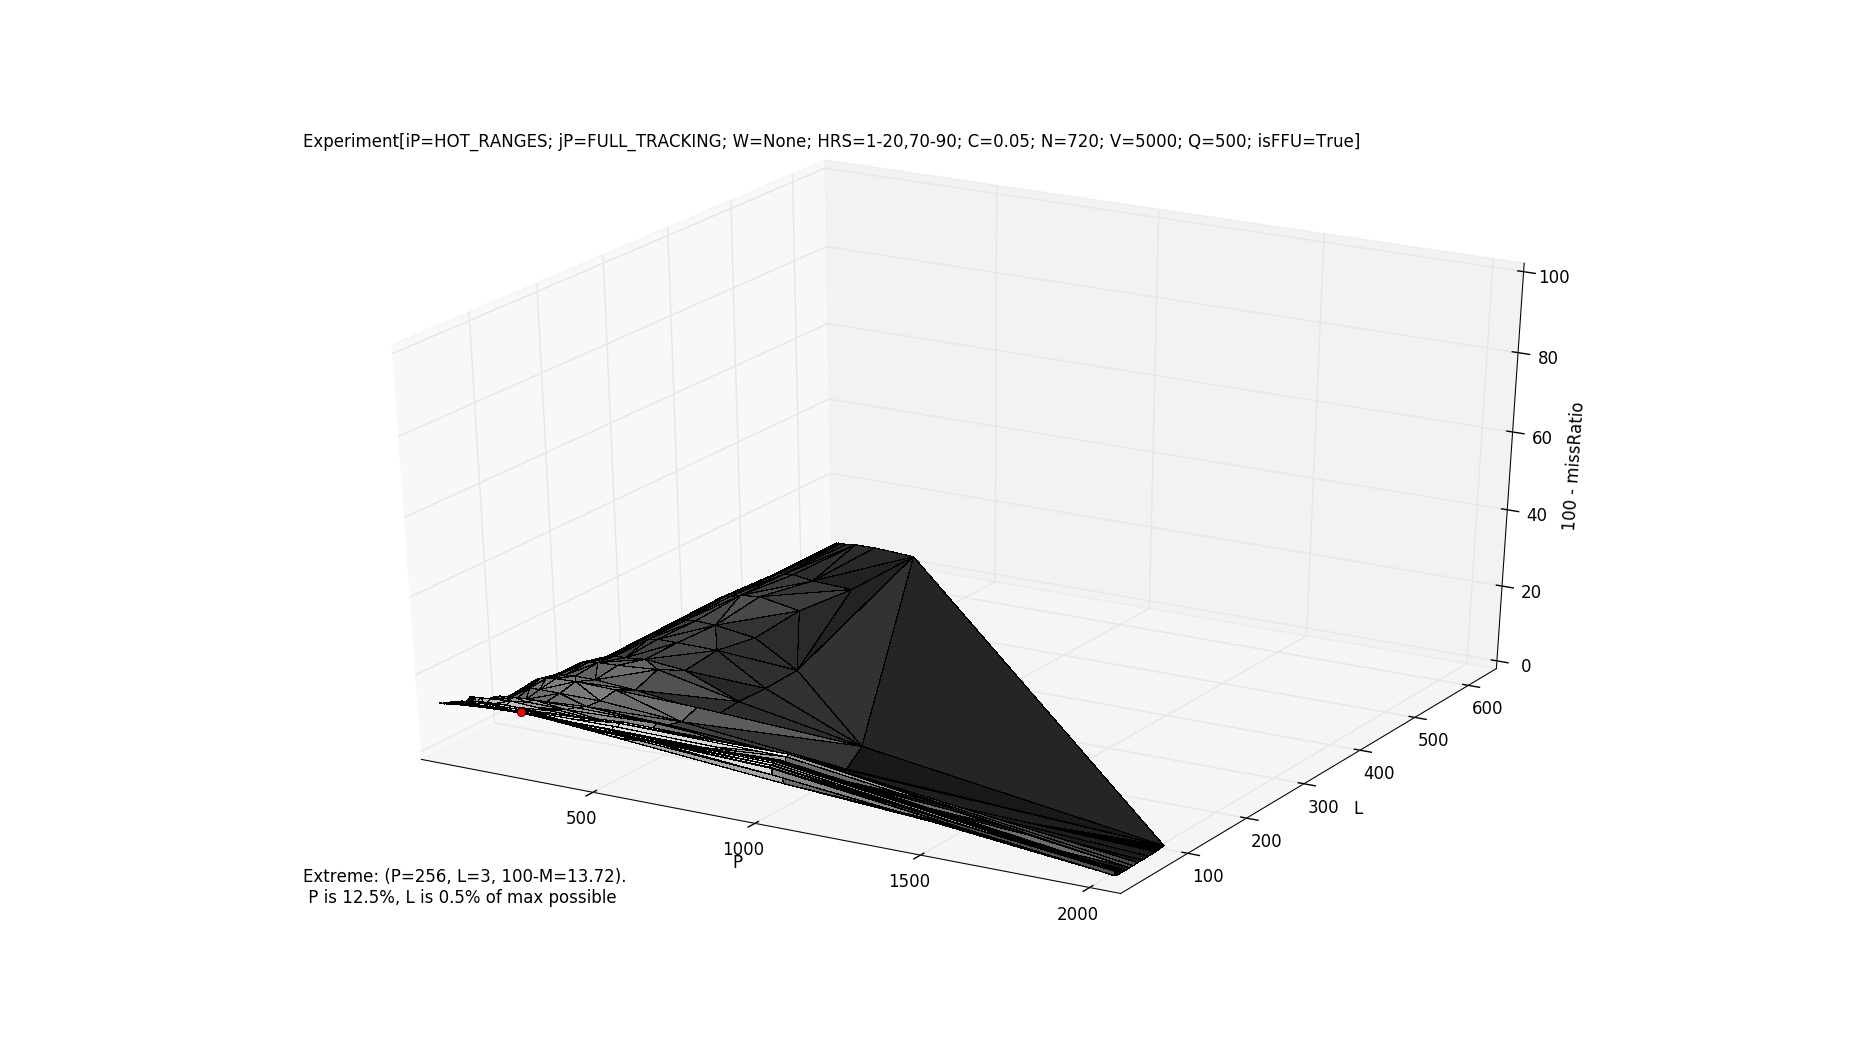 Experiment[iP=HOT_RANGES; jP=FULL_TRACKING; W=None; HRS=1-20,70-90; C=0.05; N=720; V=5000; Q=500; isFFU=True]
100
80
60
40
20
0
100 - missRatio
600
500
400
300
200
100
L
500
1000
1500
2000
P
Extreme: (P=256, L=3, 100-M=13.72).
P is 12.5%, L is 0.5% of max possible